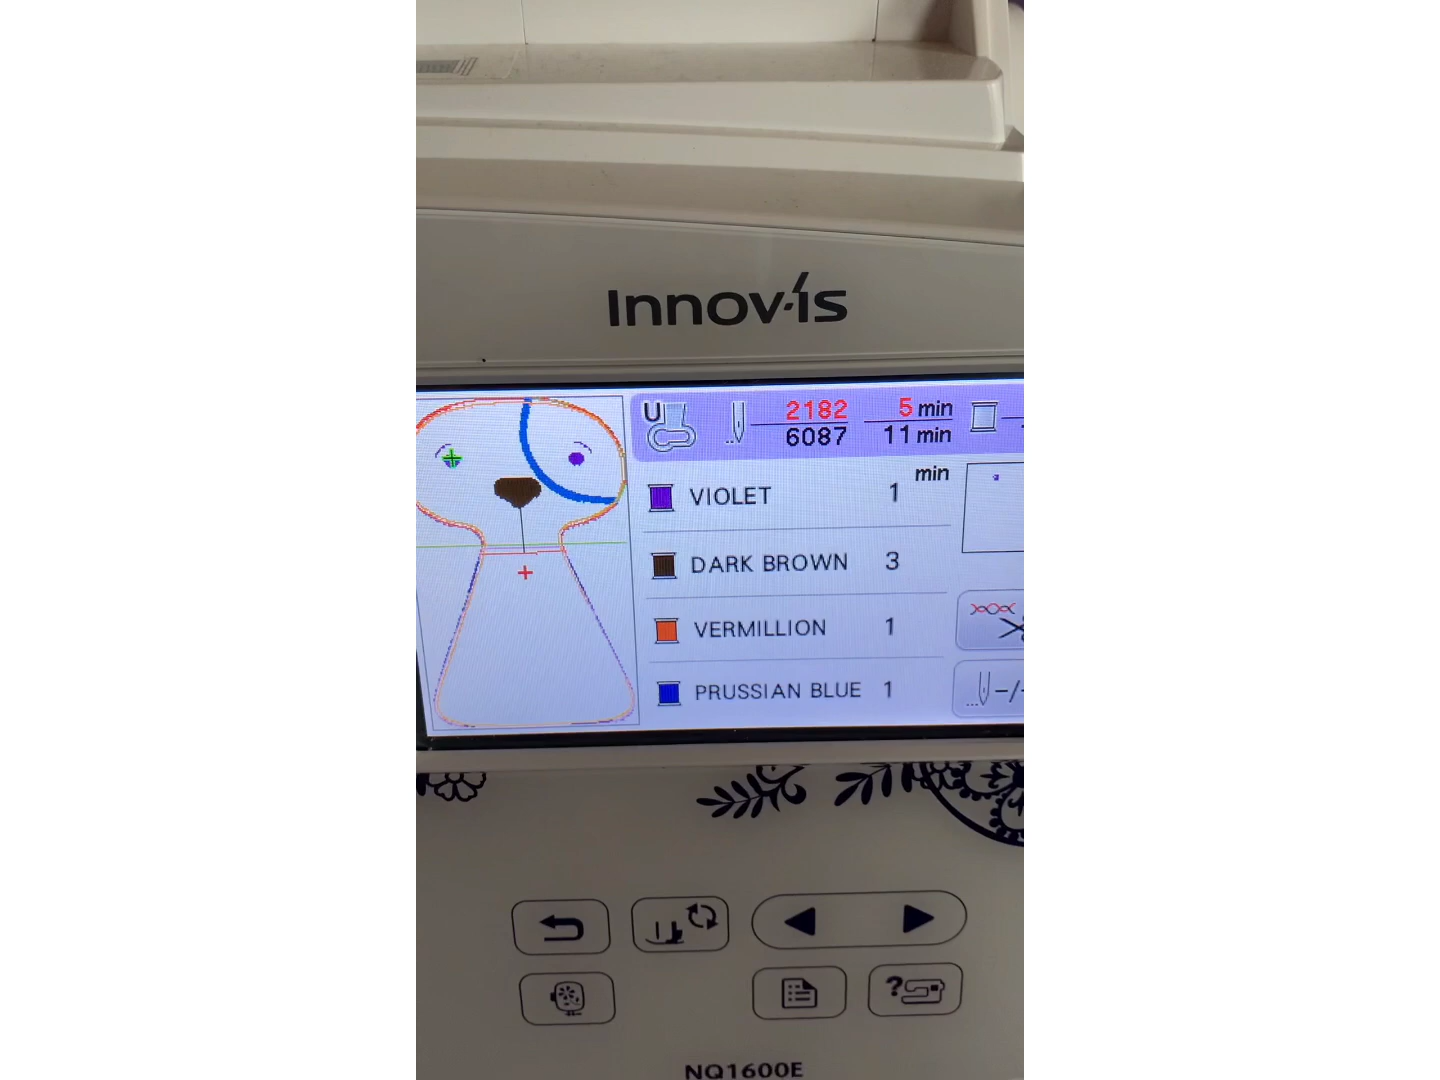 Innov-ís
U 2182 5 min
6087 11 min
min
VIOLET 1
DARK BROWN 3
VERMILLION 1
PRUSSIAN BLUE 1
-/
?
NQ1600E